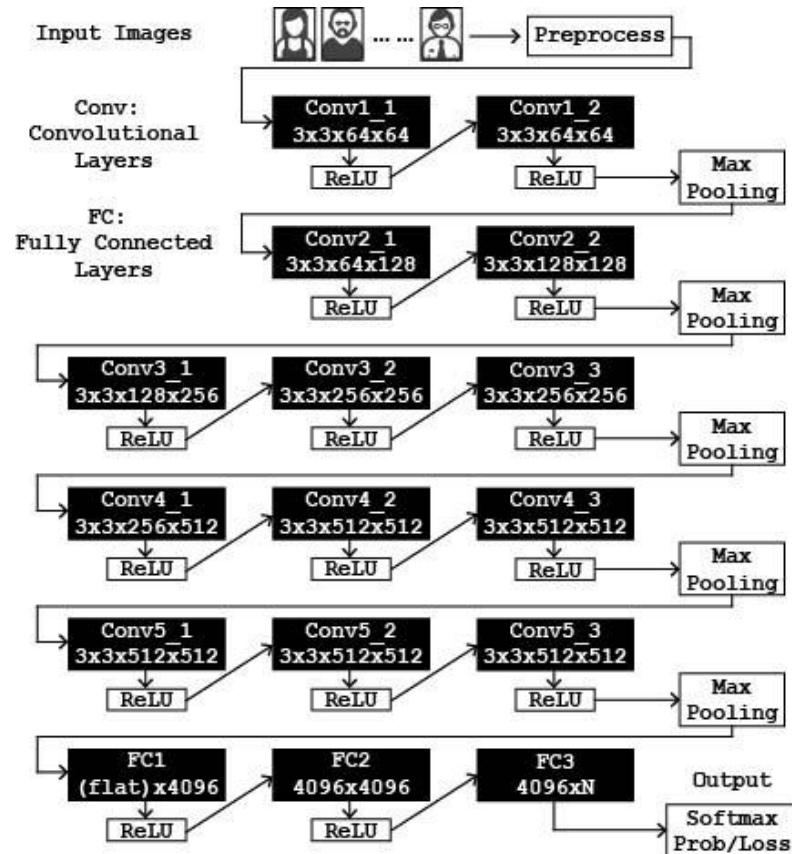 Input Images
... ...
Preprocess
Conv:
Convolutional
Layers
Conv1_1
3x3x64x64
ReLU
Conv1_2
3x3x64x64
ReLU
Max
Pooling
FC:
Fully Connected
Layers
Conv2_1
3x3x64x128
ReLU
Conv2_2
3x3x128x128
ReLU
Max
Pooling
Conv3_1
3x3x128x256
ReLU
Conv3_2
3x3x256x256
ReLU
Conv3_3
3x3x256x256
ReLU
Max
Pooling
Conv4_1
3x3x256x512
ReLU
Conv4_2
3x3x512x512
ReLU
Conv4_3
3x3x512x512
ReLU
Max
Pooling
Conv5_1
3x3x512x512
ReLU
Conv5_2
3x3x512x512
ReLU
Conv5_3
3x3x512x512
ReLU
Max
Pooling
FC1
(flat)x4096
ReLU
FC2
4096x4096
ReLU
FC3
4096xN
Output
Softmax
Prob/Loss